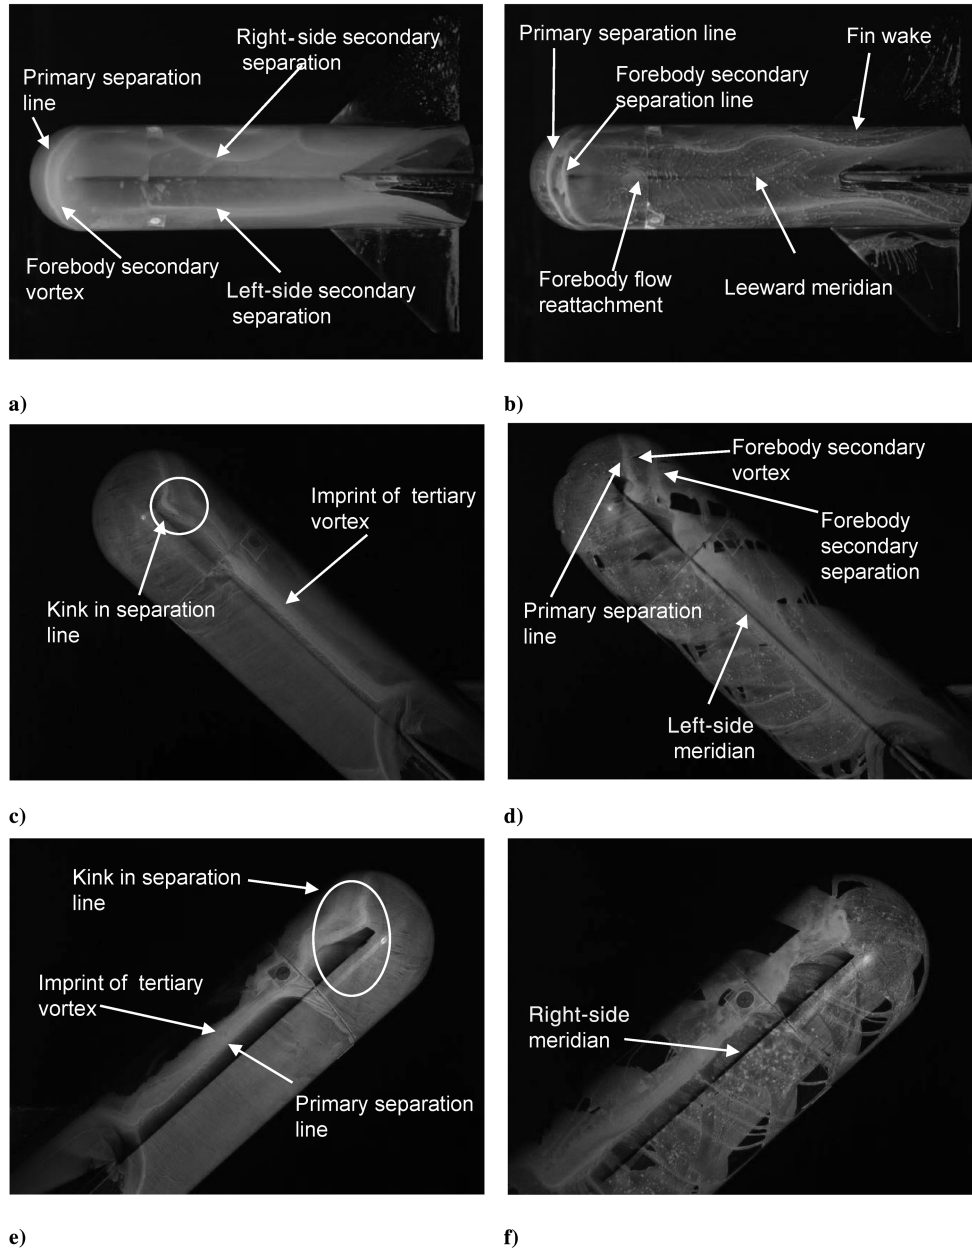 Right-side secondary
separation
Primary separation
line
Forebody secondary
vortex
Left-side secondary
separation
a)
Primary separation line
Fin wake
Forebody secondary
separation line
Forebody flow
reattachment
Leeward meridian
b)
Imprint of tertiary
vortex
Kink in separation
line
c)
Forebody secondary
vortex
Forebody
secondary
separation
Primary separation
line
Left-side
meridian
d)
Kink in separation
line
Imprint of tertiary
vortex
Primary separation
line
e)
Right-side
meridian
f)